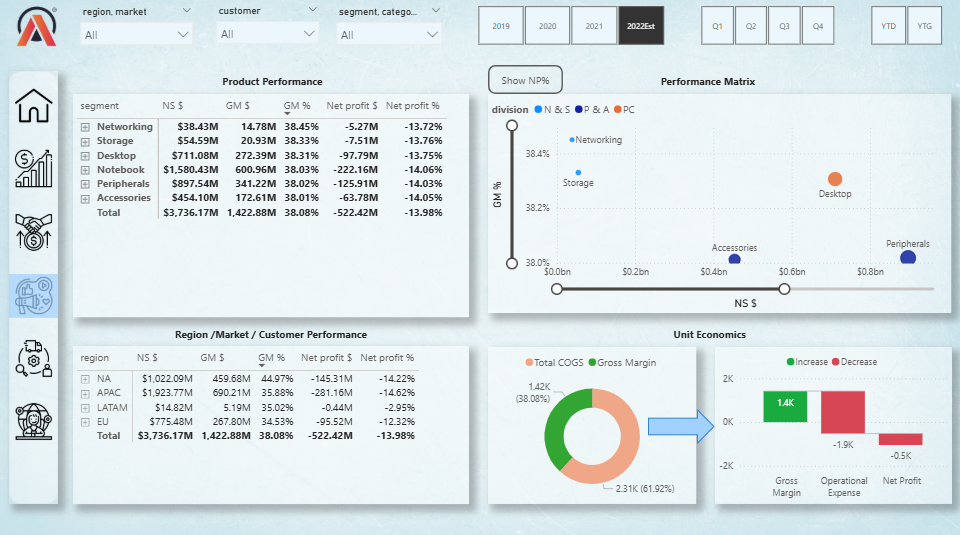 region, market
customer
segment, catego...
All
All
All
2019 2020 2021 2022Est
Q1 Q2 Q3 Q4
YTD YTG
Product Performance
segment NS $ GM $ GM % Net profit $ Net profit %
Networking $38.43M 14.78M 38.45% -5.27M -13.72%
Storage $54.59M 20.93M 38.33% -7.51M -13.76%
Desktop $711.08M 272.39M 38.31% -97.79M -13.75%
Notebook $1,580.43M 600.96M 38.03% -222.16M -14.06%
Peripherals $897.54M 341.22M 38.02% -125.91M -14.03%
Accessories $454.10M 172.61M 38.01% -63.78M -14.05%
Total $3,736.17M 1,422.88M 38.08% -522.42M -13.98%
Show NP%
Performance Matrix
division N & S P & A PC
GM %
38.4%
38.2%
38.0%
Networking
Storage
Desktop
Accessories
Peripherals
$0.0bn $0.2bn $0.4bn $0.6bn $0.8bn
NS $
Region /Market / Customer Performance
region NS $ GM $ GM % Net profit $ Net profit %
NA $1,022.09M 459.68M 44.97% -145.31M -14.22%
APAC $1,923.77M 690.21M 35.88% -281.16M -14.62%
LATAM $14.82M 5.19M 35.02% -0.44M -2.95%
EU $775.48M 267.80M 34.53% -95.52M -12.32%
Total $3,736.17M 1,422.88M 38.08% -522.42M -13.98%
Unit Economics
Total COGS Gross Margin
1.42K
(38.08%)
2.31K (61.92%)
Increase Decrease
2K
0K
-2K
1.4K
-1.9K
-0.5K
Gross
Margin
Operational
Expense
Net Profit